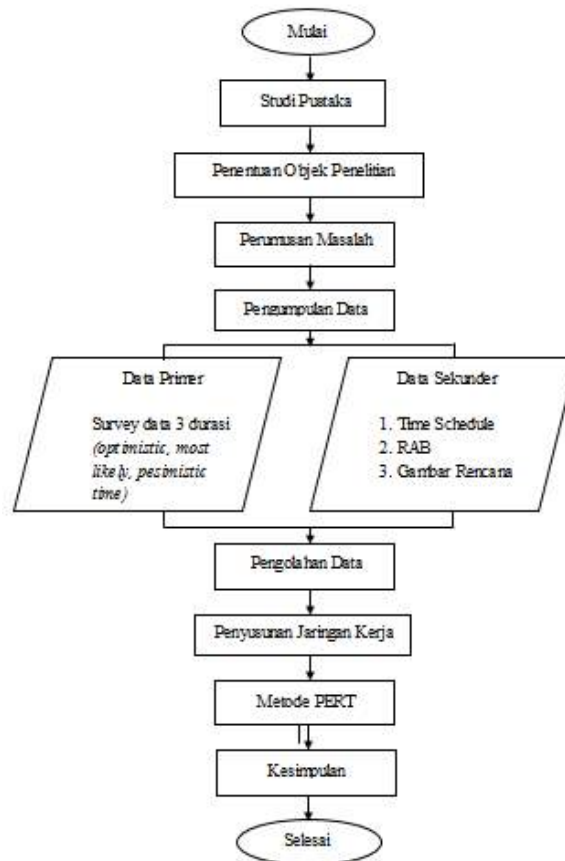 Mulai
Studi Pustaka
Penentuan Objek Penelitian
Perumusan Masalah
Pengumpulan Data
Data Primer
Survey data 3 durasi
(optimistic, most
likely, pesimistic
time)
Data Sekunder
1. Time Schedule
2. RAB
3. Gambar Rencana
Pengolahan Data
Penyusunan Jaringan Kerja
Metode PERT
Kesimpulan
Selesai